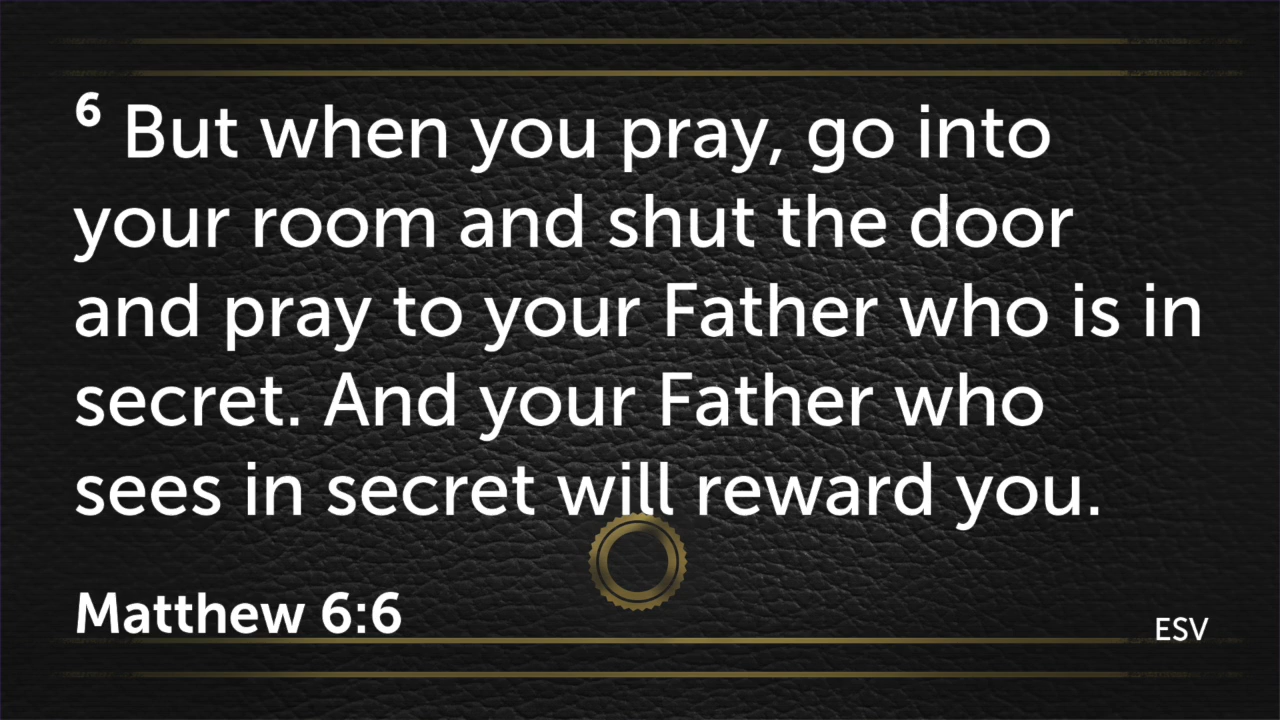 6 But when you pray, go into
your room and shut the door
and pray to your Father who is in
secret. And your Father who
sees in secret will reward you.
Matthew 6:6
ESV